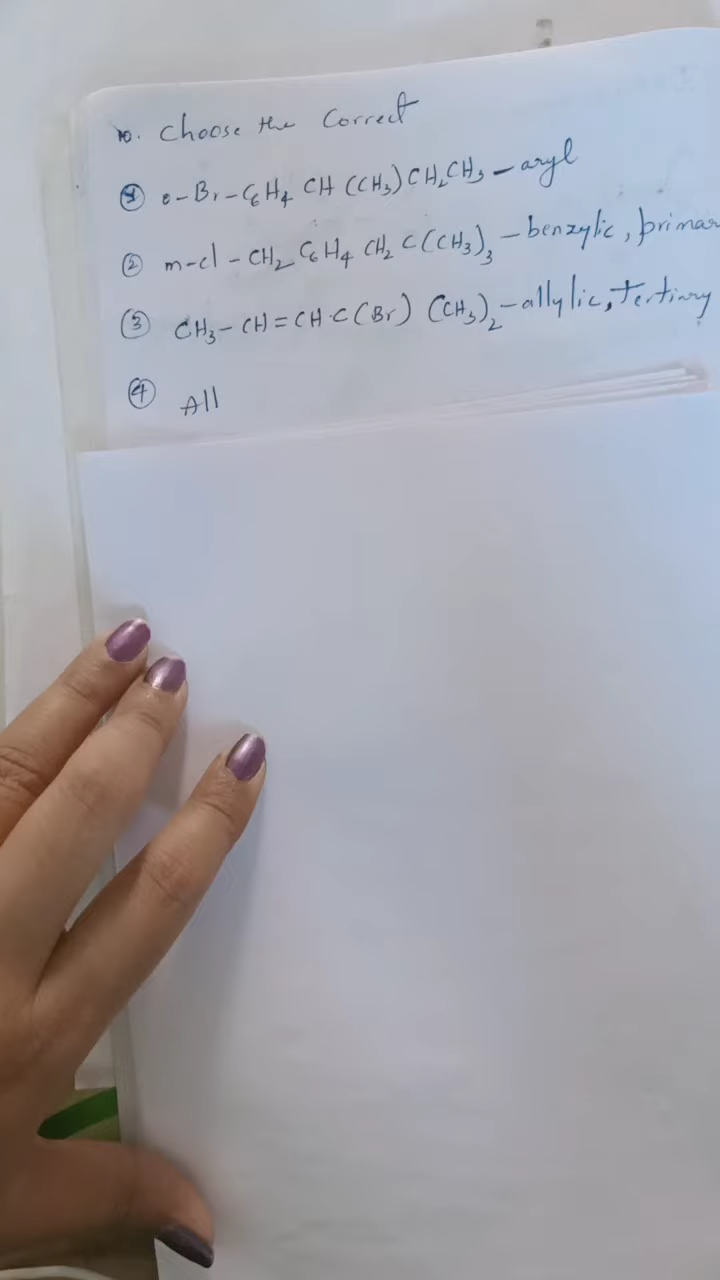 10. Choose the Correct
① o-Br-C₆H₄ CH (CH₃) CH₂CH₃ - aryl
② m-cl-CH₂ C₆H₄ CH₂ C(CH₃)₃ - benzylic, primar
③ CH₃-CH=CH·C(Br) (CH₃)₂ - allylic, Tertiary
④ All